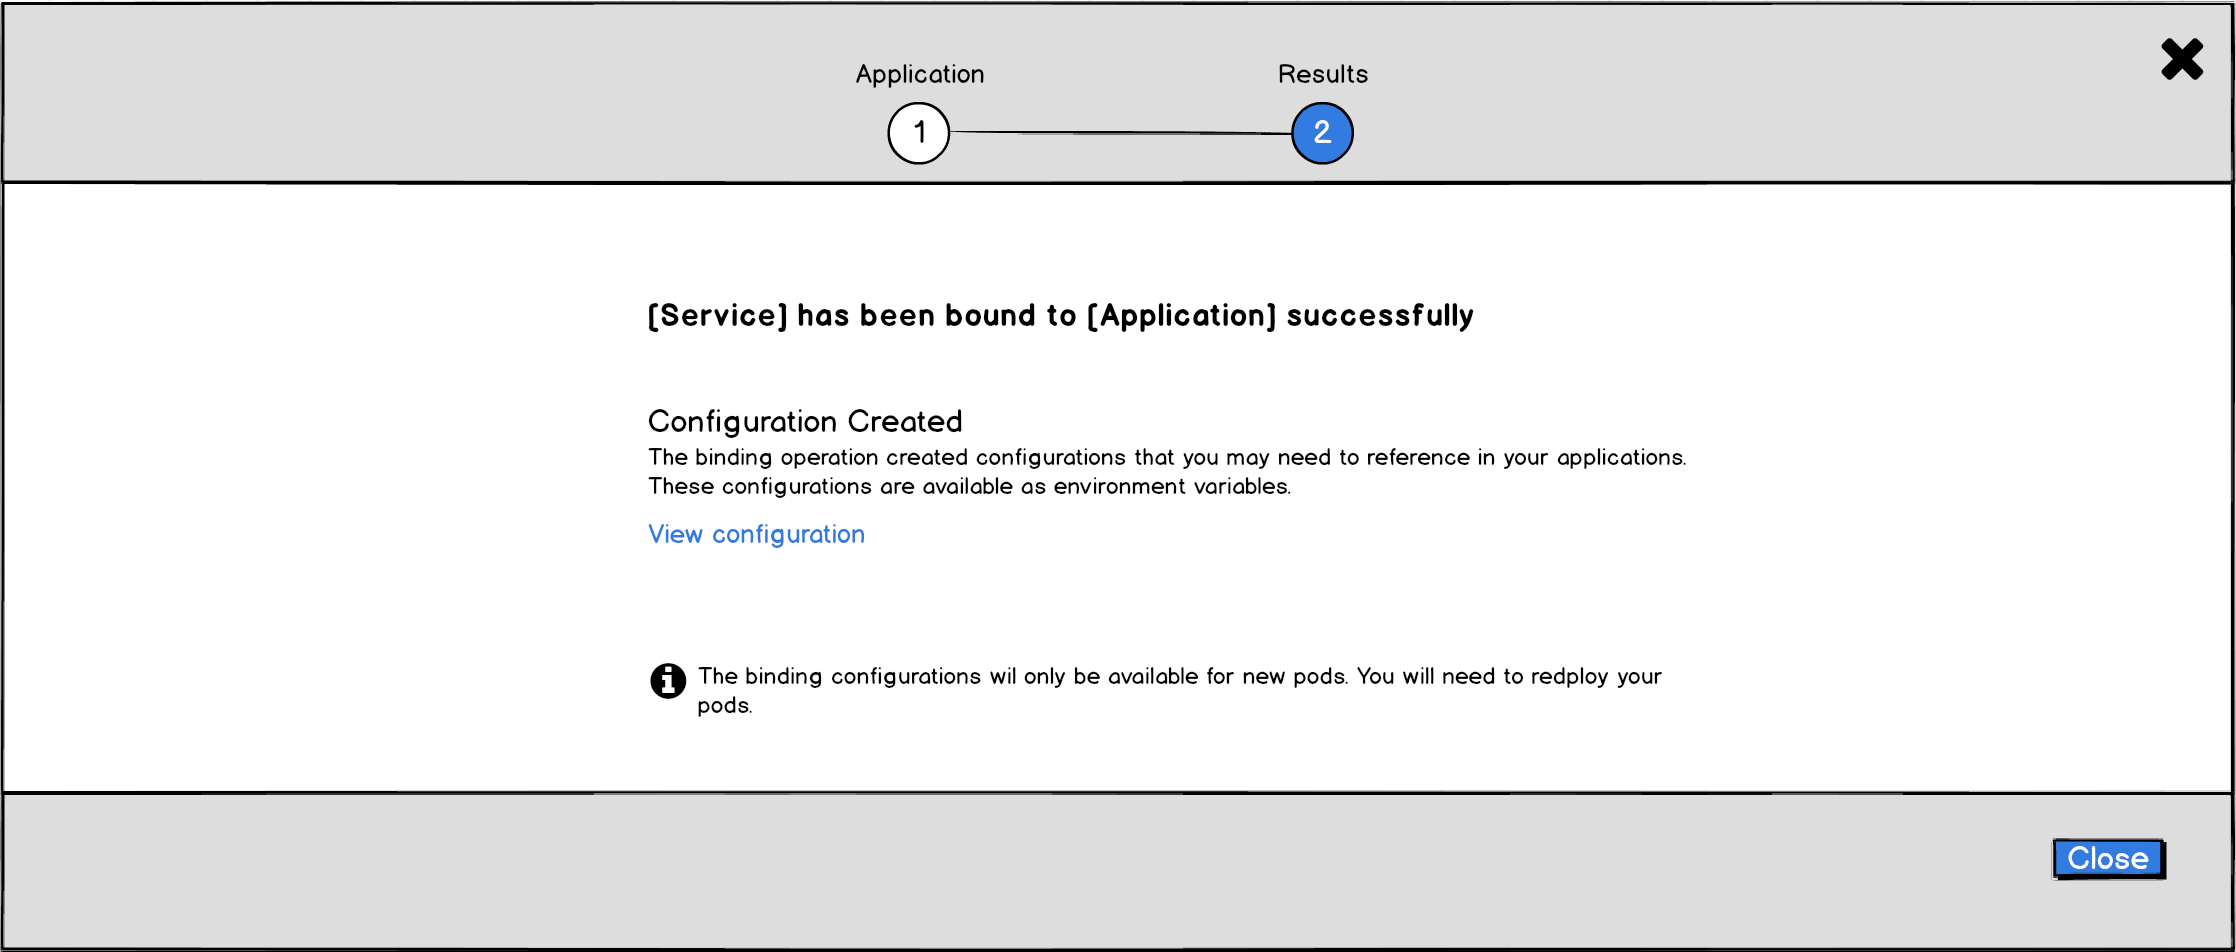 Application
Results
1
2
[Service] has been bound to [Application] successfully
Configuration Created
The binding operation created configurations that you may need to reference in your applications.
These configurations are available as environment variables.
View configuration
The binding configurations wil only be available for new pods. You will need to redploy your
pods.
Close